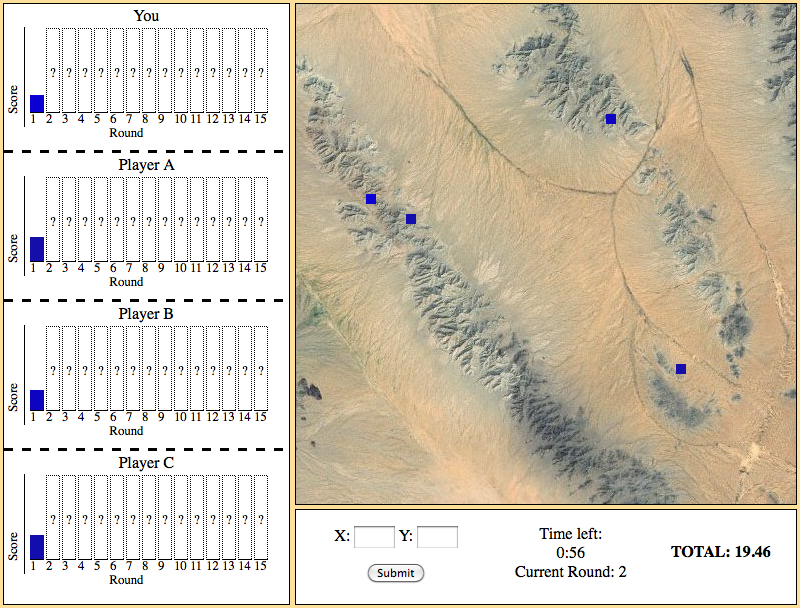 You
Score
? ? ? ? ? ? ? ? ? ? ? ? ? ?
1 2 3 4 5 6 7 8 9 10 11 12 13 14 15
Round
Player A
Score
? ? ? ? ? ? ? ? ? ? ? ? ? ?
1 2 3 4 5 6 7 8 9 10 11 12 13 14 15
Round
Player B
Score
? ? ? ? ? ? ? ? ? ? ? ? ? ?
1 2 3 4 5 6 7 8 9 10 11 12 13 14 15
Round
Player C
Score
? ? ? ? ? ? ? ? ? ? ? ? ? ?
1 2 3 4 5 6 7 8 9 10 11 12 13 14 15
Round
X: Y:
Submit
Time left:
0:56
Current Round: 2
TOTAL: 19.46